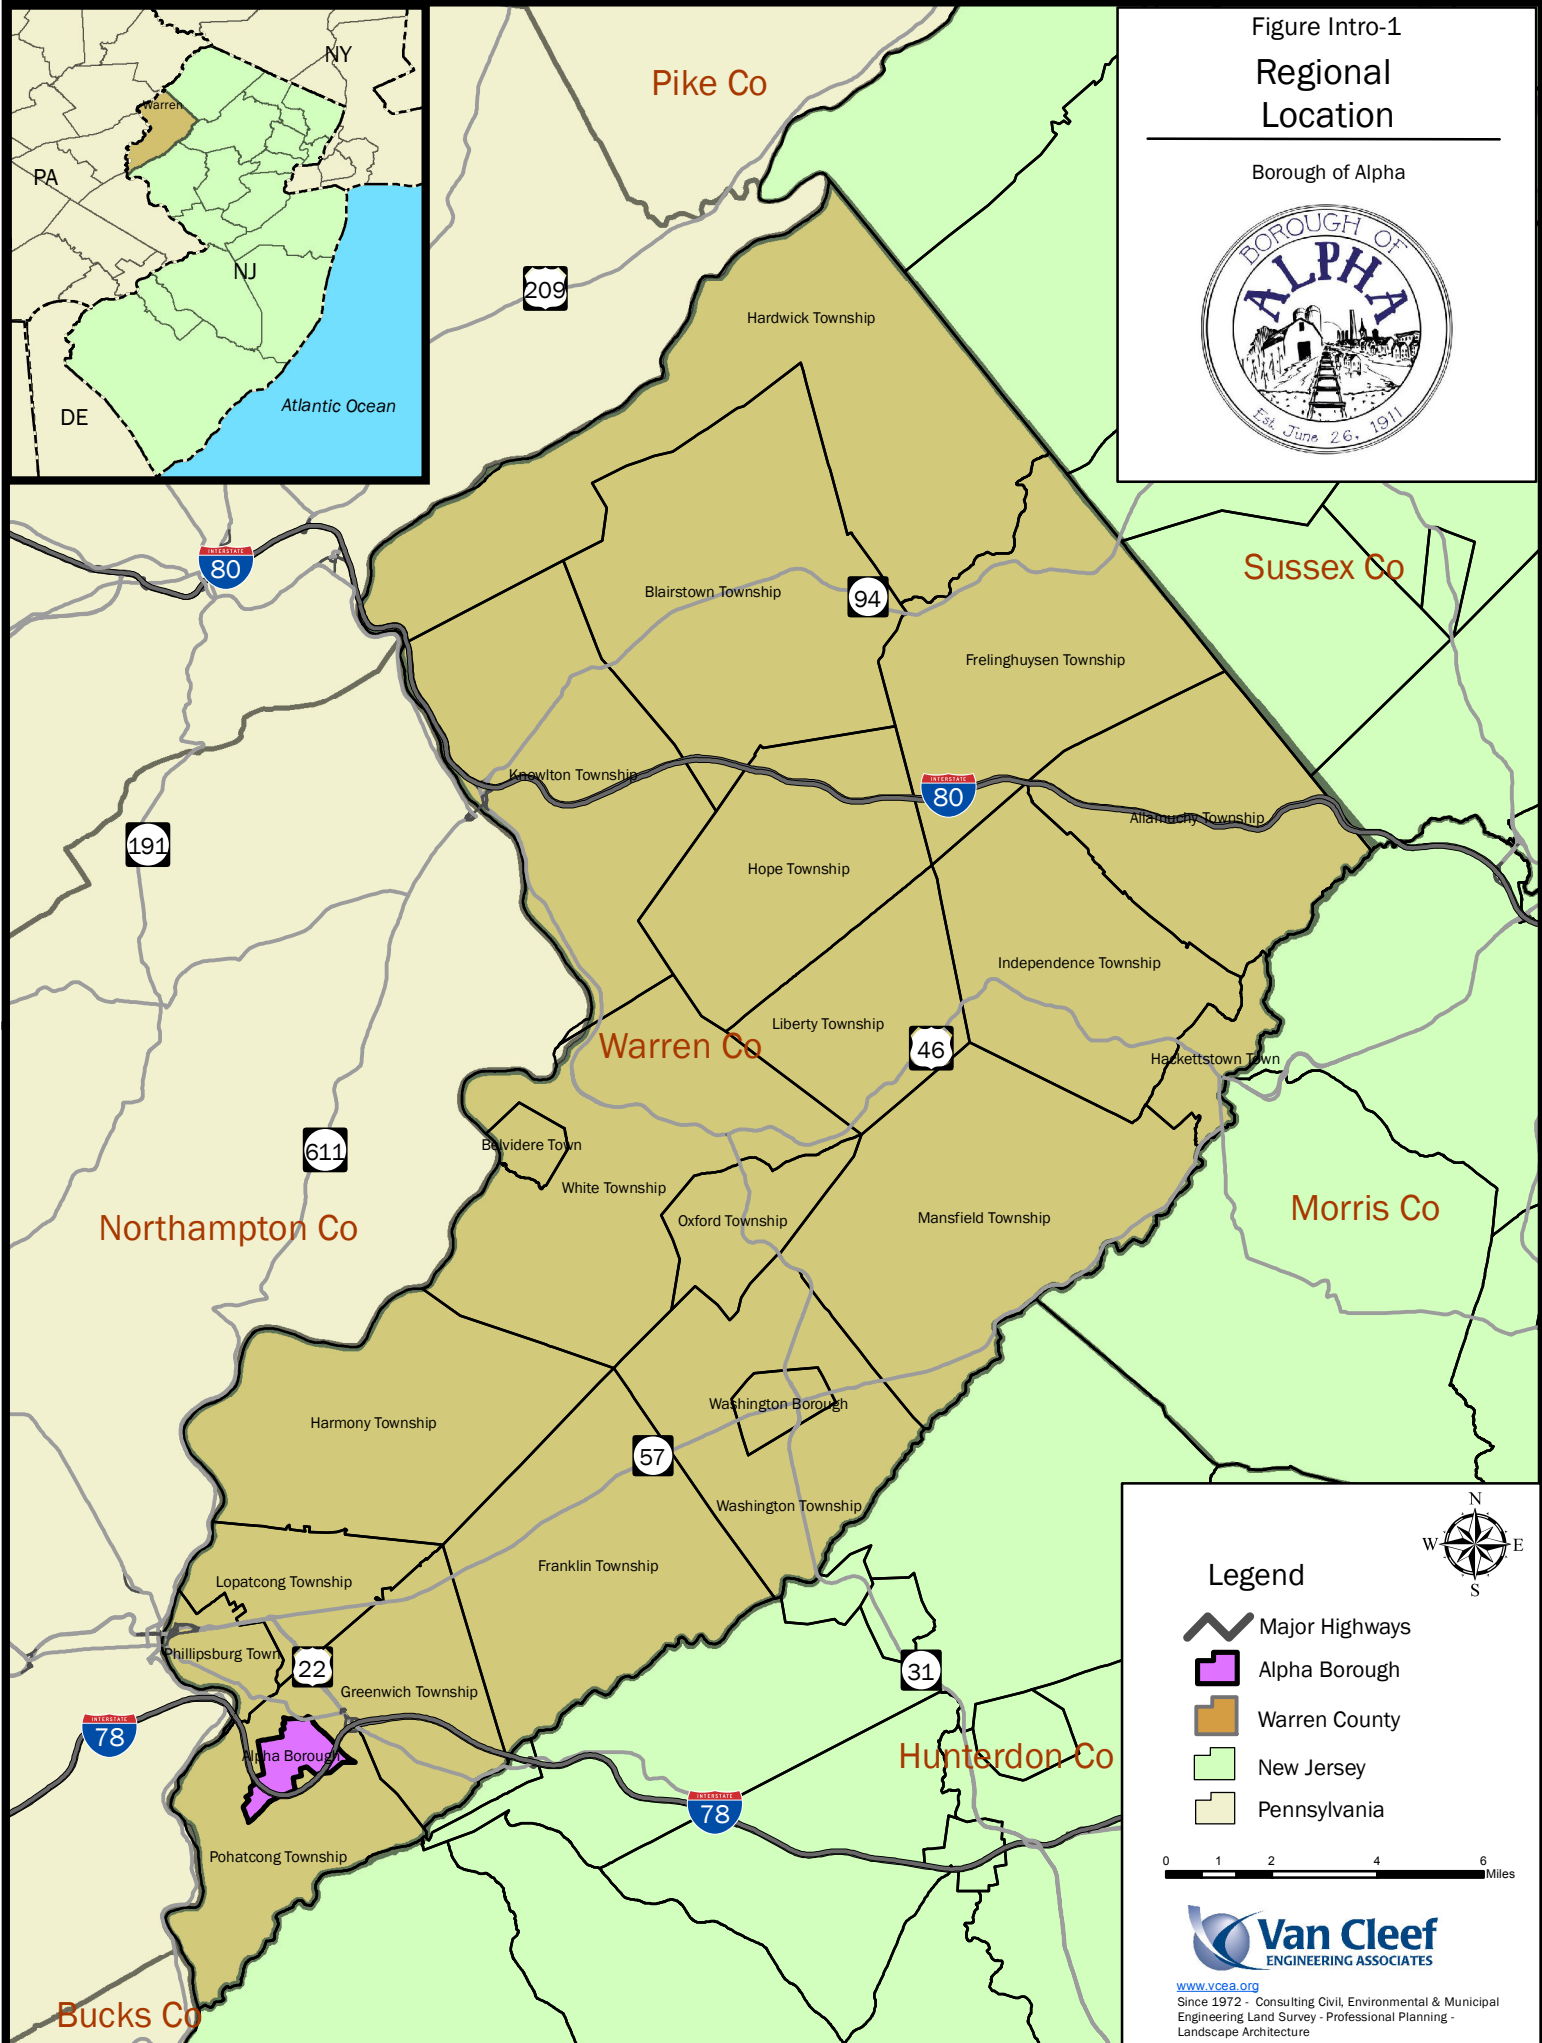 Figure Intro-1
Regional
Location
Borough of Alpha
BOROUGH OF
ALPHA
Est. June 26, 1911
NY
Warren
PA
NJ
DE
Atlantic Ocean
Pike Co
209
Hardwick Township
80
Sussex Co
Blairstown Township
94
Frelinghuysen Township
Knowlton Township
INTERSTATE
80
Allamuchy Township
191
Hope Township
Independence Township
Liberty Township
Warren Co
46
Hackettstown Town
611
Belvidere Town
White Township
Oxford Township
Mansfield Township
Morris Co
Northampton Co
Washington Borough
Harmony Township
57
Washington Township
Franklin Township
Lopatcong Township
Phillipsburg Town
22
31
Greenwich Township
INTERSTATE
78
Alpha Borough
Hunterdon Co
INTERSTATE
78
Pohatcong Township
Bucks Co
INTERSTATE
N
W
E
S
Legend
Major Highways
Alpha Borough
Warren County
New Jersey
Pennsylvania
0 1 2 4 6
Miles
Van Cleef
ENGINEERING ASSOCIATES
www.vcea.org
Since 1972 - Consulting Civil, Environmental & Municipal
Engineering Land Survey - Professional Planning -
Landscape Architecture